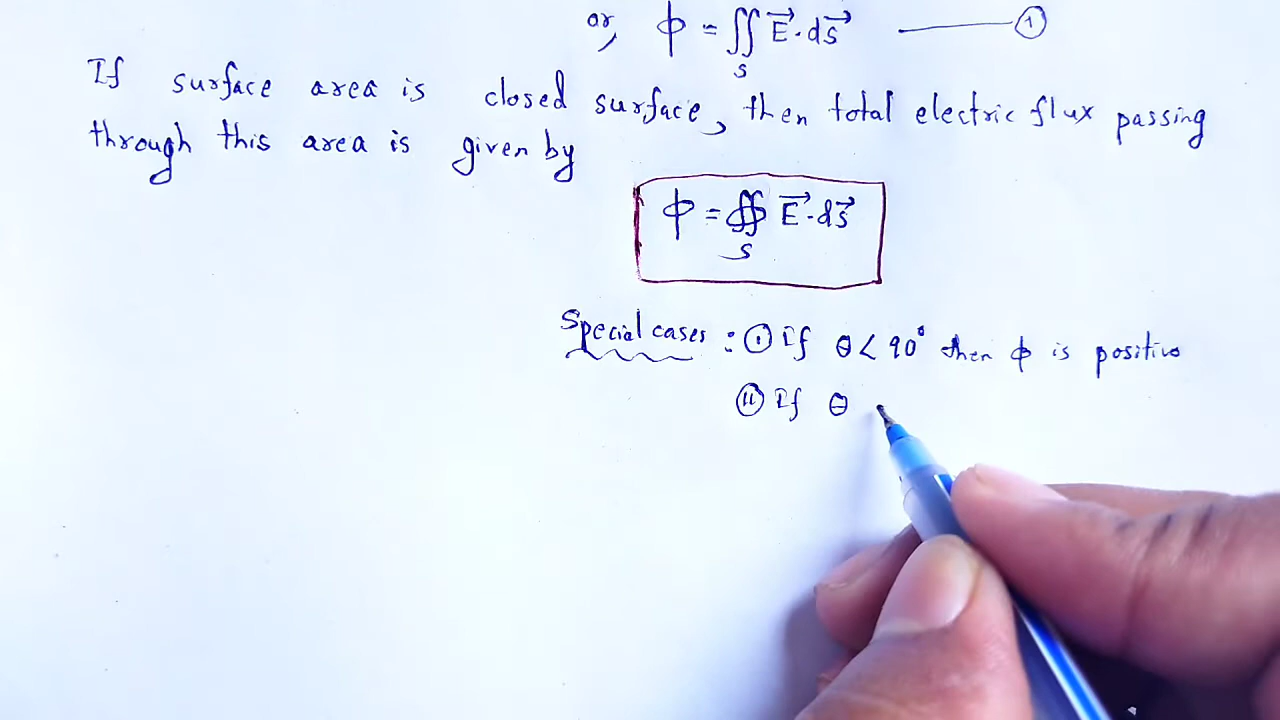 or, ϕ = ∬ E⃗ · ds⃗ ——— ①
S
If surface area is closed surface, then total electric flux passing
through this area is given by
ϕ = ∯ E⃗ · ds⃗
S
Special cases : Ⓘ If θ < 90° then ϕ is positive
ⓘⓘ If θ